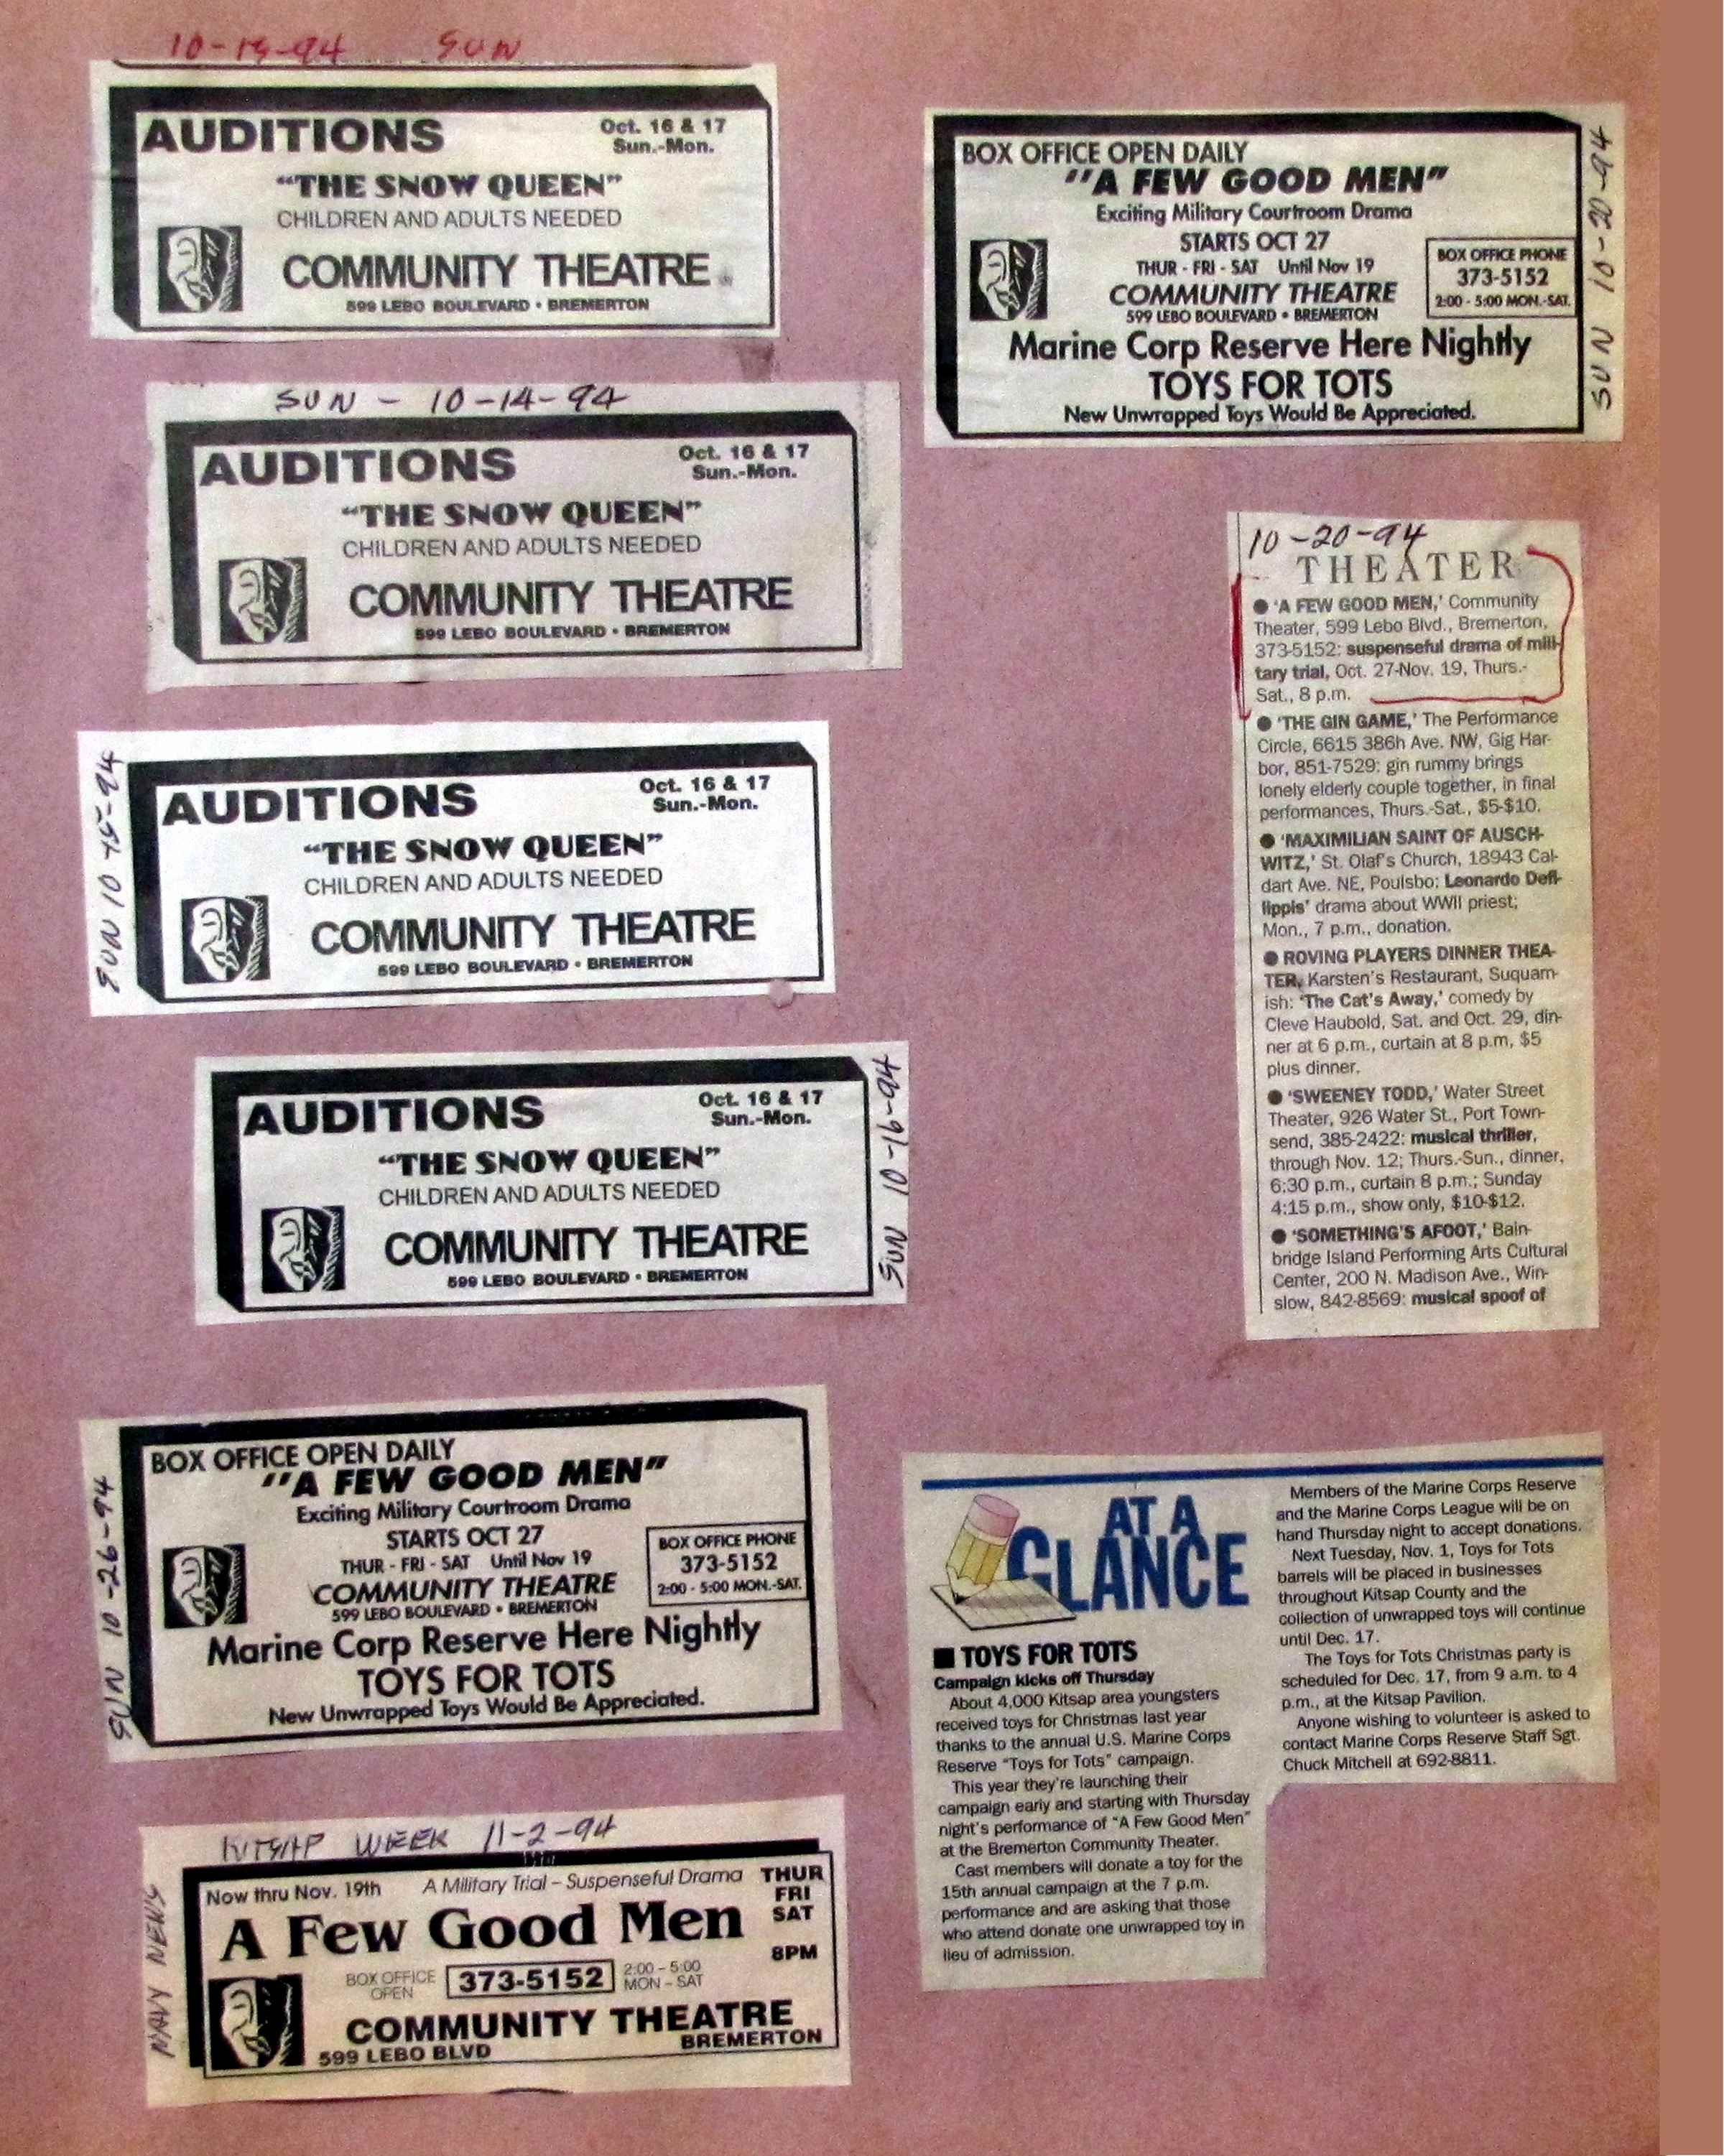 10-15-94 SUN
AUDITIONS
Oct. 16 & 17
Sun.-Mon.
"THE SNOW QUEEN"
CHILDREN AND ADULTS NEEDED
COMMUNITY THEATRE
599 LEBO BOULEVARD • BREMERTON
SUN - 10-14-94
AUDITIONS
Oct. 16 & 17
Sun.-Mon.
"THE SNOW QUEEN"
CHILDREN AND ADULTS NEEDED
COMMUNITY THEATRE
599 LEBO BOULEVARD • BREMERTON
SUN 10-15-94
AUDITIONS
Oct. 16 & 17
Sun.-Mon.
"THE SNOW QUEEN"
CHILDREN AND ADULTS NEEDED
COMMUNITY THEATRE
599 LEBO BOULEVARD • BREMERTON
SUN 10-16-94
AUDITIONS
Oct. 16 & 17
Sun.-Mon.
"THE SNOW QUEEN"
CHILDREN AND ADULTS NEEDED
COMMUNITY THEATRE
599 LEBO BOULEVARD • BREMERTON
SUN 10-26-94
BOX OFFICE OPEN DAILY
"A FEW GOOD MEN"
Exciting Military Courtroom Drama
STARTS OCT 27
THUR - FRI - SAT Until Nov 19
COMMUNITY THEATRE
599 LEBO BOULEVARD • BREMERTON
BOX OFFICE PHONE
373-5152
2:00 - 5:00 MON.-SAT.
Marine Corp Reserve Here Nightly
TOYS FOR TOTS
New Unwrapped Toys Would Be Appreciated.
KITSAP WEEK 11-2-94
NAVY NEWS
Now thru Nov. 19th
A Military Trial – Suspenseful Drama
THUR
FRI
SAT
8PM
A Few Good Men
BOX OFFICE
OPEN
373-5152
2:00 – 5:00
MON – SAT
COMMUNITY THEATRE
599 LEBO BLVD
BREMERTON
SUN 10-20-94
BOX OFFICE OPEN DAILY
"A FEW GOOD MEN"
Exciting Military Courtroom Drama
STARTS OCT 27
THUR - FRI - SAT Until Nov 19
COMMUNITY THEATRE
599 LEBO BOULEVARD • BREMERTON
BOX OFFICE PHONE
373-5152
2:00 - 5:00 MON.-SAT.
Marine Corp Reserve Here Nightly
TOYS FOR TOTS
New Unwrapped Toys Would Be Appreciated.
10-20-94
THEATER
● 'A FEW GOOD MEN,' Community
Theater, 599 Lebo Blvd., Bremerton,
373-5152: suspenseful drama of mili-
tary trial, Oct. 27-Nov. 19, Thurs.-
Sat., 8 p.m.
● 'THE GIN GAME,' The Performance
Circle, 6615 386h Ave. NW, Gig Har-
bor, 851-7529: gin rummy brings
lonely elderly couple together, in final
performances, Thurs.-Sat., $5-$10.
● 'MAXIMILIAN SAINT OF AUSCH-
WITZ,' St. Olaf's Church, 18943 Cal-
dart Ave. NE, Poulsbo: Leonardo Defi-
lippis' drama about WWII priest;
Mon., 7 p.m., donation.
● ROVING PLAYERS DINNER THEA-
TER, Karsten's Restaurant, Suquam-
ish: 'The Cat's Away,' comedy by
Cleve Haubold, Sat. and Oct. 29, din-
ner at 6 p.m., curtain at 8 p.m, $5
plus dinner.
● 'SWEENEY TODD,' Water Street
Theater, 926 Water St., Port Town-
send, 385-2422: musical thriller,
through Nov. 12; Thurs.-Sun., dinner,
6:30 p.m., curtain 8 p.m.; Sunday
4:15 p.m., show only, $10-$12.
● 'SOMETHING'S AFOOT,' Bain-
bridge Island Performing Arts Cultural
Center, 200 N. Madison Ave., Win-
slow, 842-8569: musical spoof of
AT A
GLANCE
■ TOYS FOR TOTS
Campaign kicks off Thursday
About 4,000 Kitsap area youngsters
received toys for Christmas last year
thanks to the annual U.S. Marine Corps
Reserve "Toys for Tots" campaign.
This year they're launching their
campaign early and starting with Thursday
night's performance of "A Few Good Men"
at the Bremerton Community Theater.
Cast members will donate a toy for the
15th annual campaign at the 7 p.m.
performance and are asking that those
who attend donate one unwrapped toy in
lieu of admission.
Members of the Marine Corps Reserve
and the Marine Corps League will be on
hand Thursday night to accept donations.
Next Tuesday, Nov. 1, Toys for Tots
barrels will be placed in businesses
throughout Kitsap County and the
collection of unwrapped toys will continue
until Dec. 17.
The Toys for Tots Christmas party is
scheduled for Dec. 17, from 9 a.m. to 4
p.m., at the Kitsap Pavilion.
Anyone wishing to volunteer is asked to
contact Marine Corps Reserve Staff Sgt.
Chuck Mitchell at 692-8811.